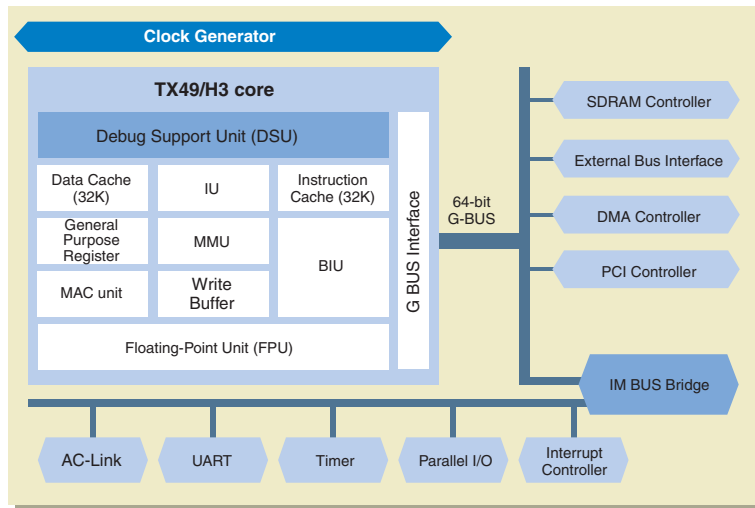 Clock Generator
TX49/H3 core
Debug Support Unit (DSU)
Data Cache
(32K)
IU
Instruction
Cache (32K)
General
Purpose
Register
MMU
BIU
MAC unit
Write
Buffer
Floating-Point Unit (FPU)
G BUS Interface
64-bit
G-BUS
SDRAM Controller
External Bus Interface
DMA Controller
PCI Controller
IM BUS Bridge
AC-Link
UART
Timer
Parallel I/O
Interrupt
Controller